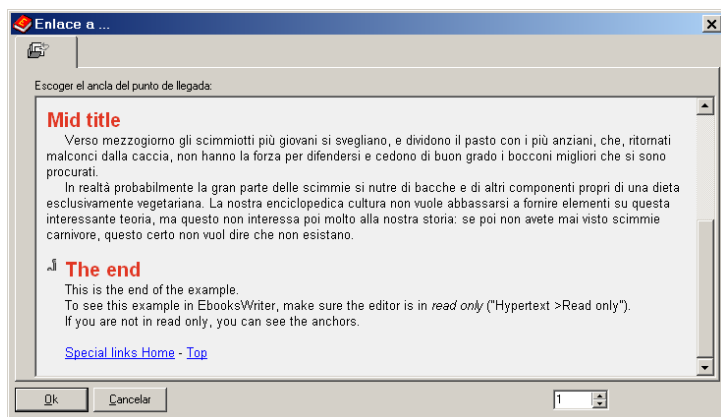 Enlace a ...
Escoger el ancla del punto de llegada:
Mid title
Verso mezzogiorno gli scimmiotti più giovani si svegliano, e dividono il pasto con i più anziani, che, ritornati
malconci dalla caccia, non hanno la forza per difendersi e cedono di buon grado i bocconi migliori che si sono
procurati.
In realtà probabilmente la gran parte delle scimmie si nutre di bacche e di altri componenti propri di una dieta
esclusivamente vegetariana. La nostra enciclopedica cultura non vuole abbassarsi a fornire elementi su questa
interessante teoria, ma questo non interessa poi molto alla nostra storia: se poi non avete mai visto scimmie
carnivore, questo certo non vuol dire che non esistano.
The end
This is the end of the example.
To see this example in EbooksWriter, make sure the editor is in read only ("Hypertext >Read only").
If you are not in read only, you can see the anchors.
Special links Home - Top
Ok Cancelar 1